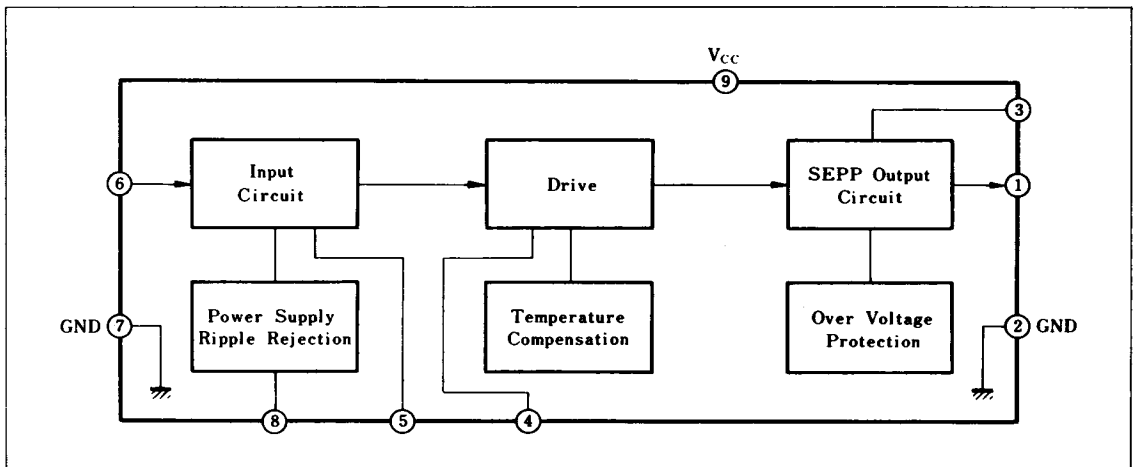 VCC
9
3
6
Input
Circuit
Drive
SEPP Output
Circuit
1
GND 7
Power Supply
Ripple Rejection
Temperature
Compensation
Over Voltage
Protection
2 GND
8
5
4